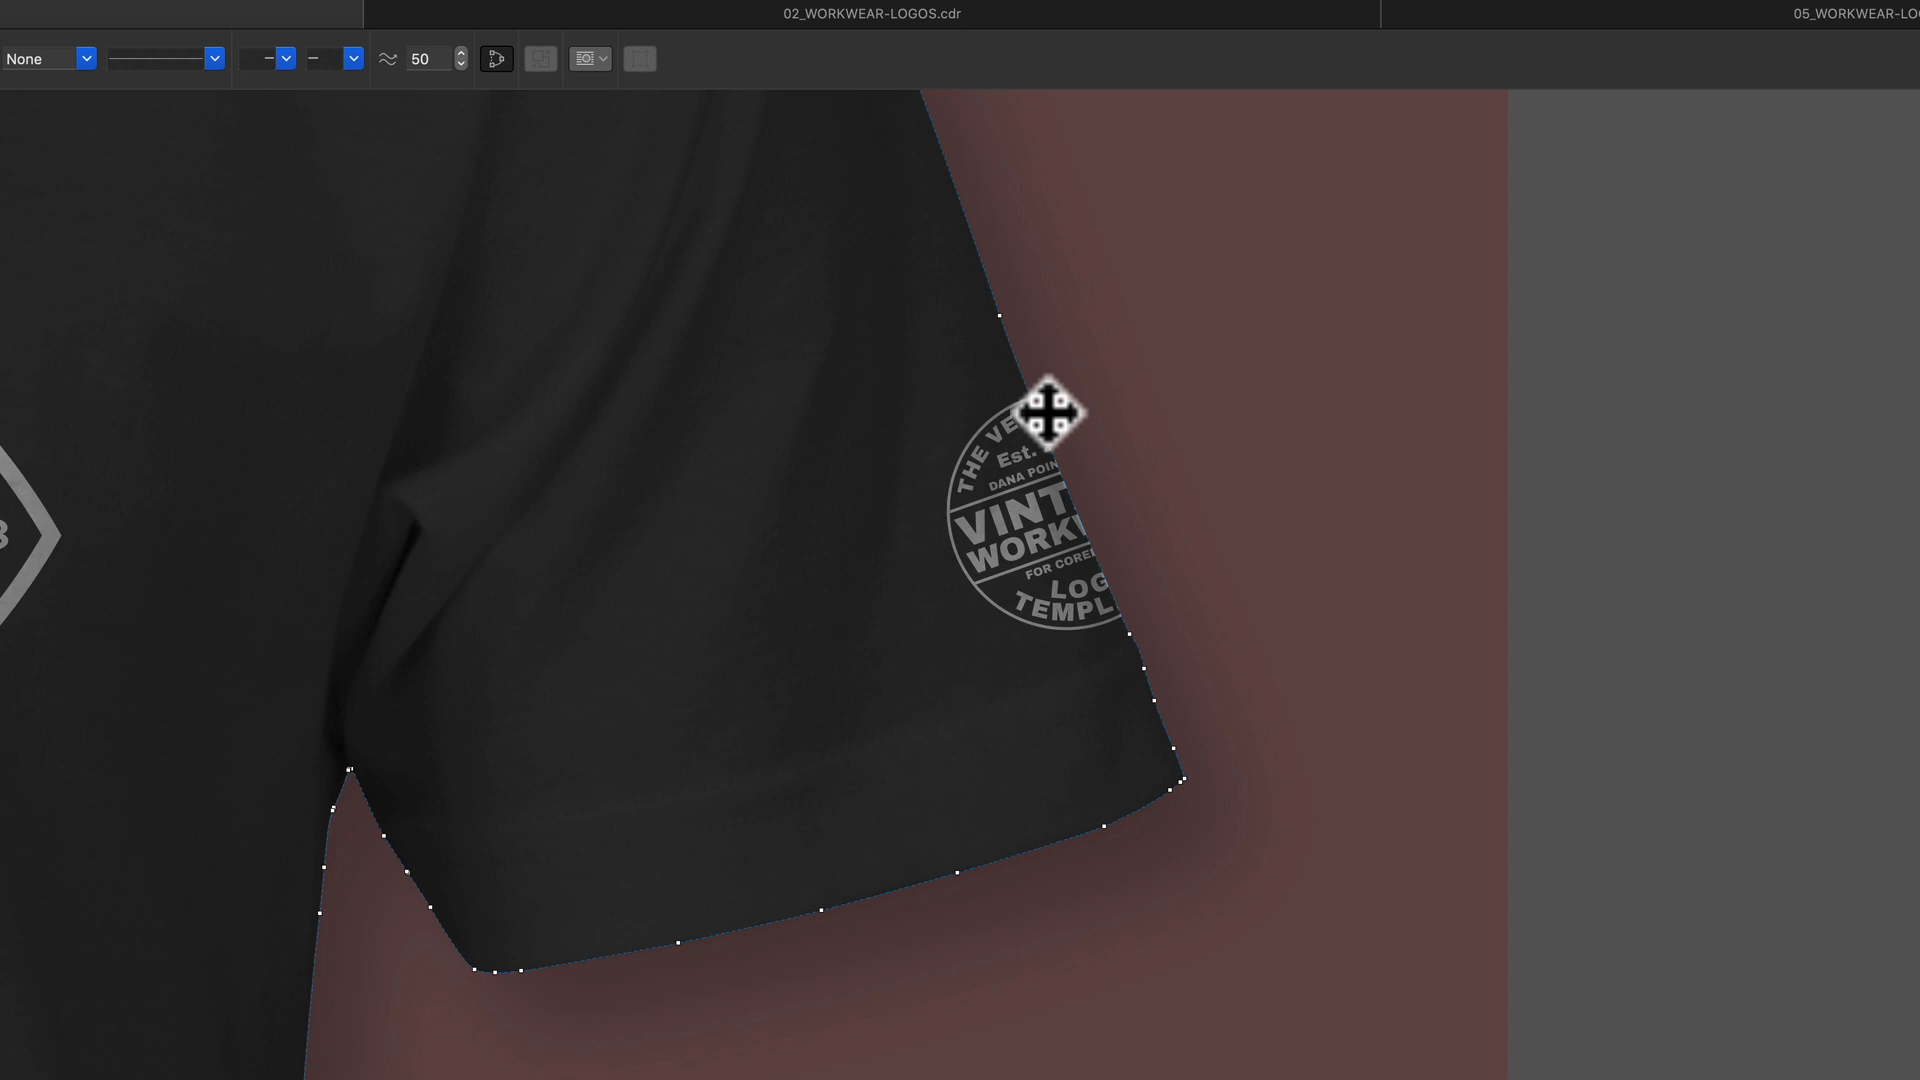 02_WORKWEAR-LOGOS.cdr
05_WORKWEAR-LO
None
50
THE VE
Est.
DANA POIN
VINT
WORK
FOR COREL
LOG
TEMPL